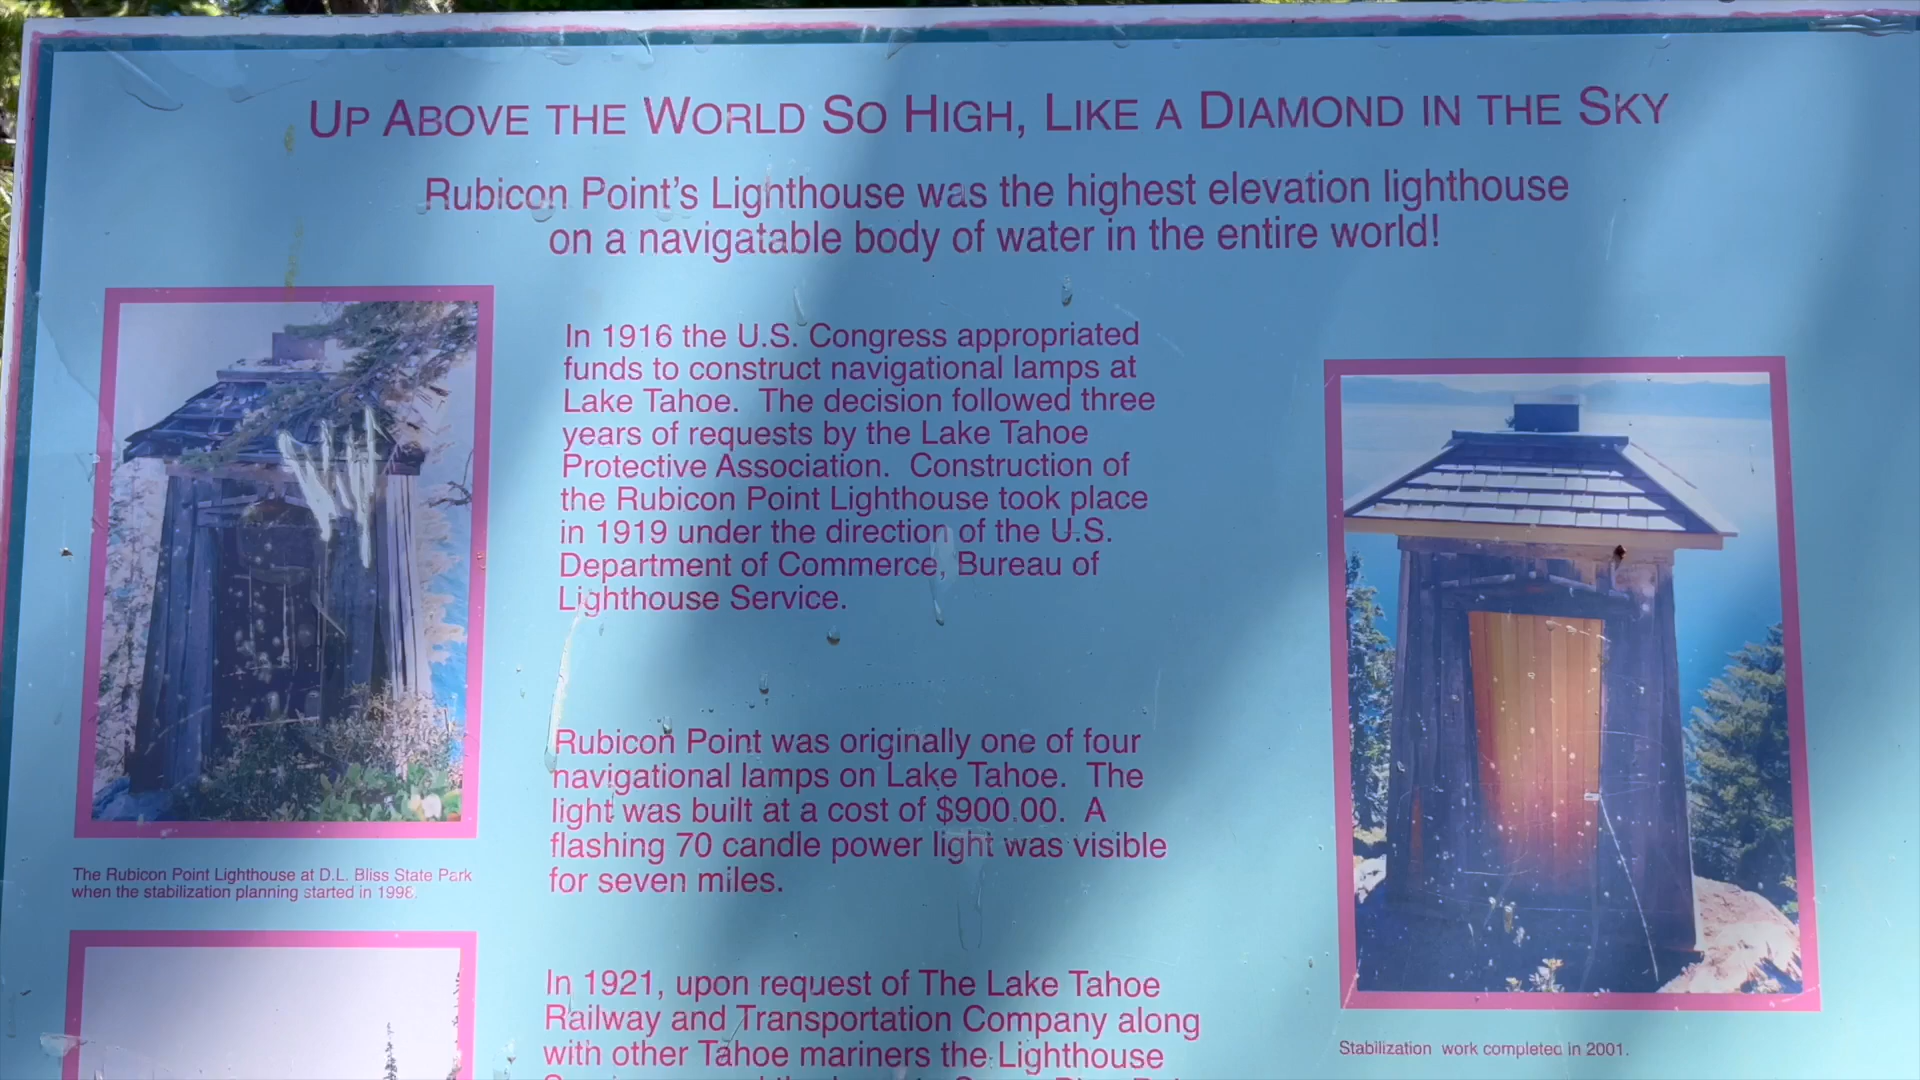 UP ABOVE THE WORLD SO HIGH, LIKE A DIAMOND IN THE SKY
Rubicon Point's Lighthouse was the highest elevation lighthouse
on a navigatable body of water in the entire world!
In 1916 the U.S. Congress appropriated
funds to construct navigational lamps at
Lake Tahoe. The decision followed three
years of requests by the Lake Tahoe
Protective Association. Construction of
the Rubicon Point Lighthouse took place
in 1919 under the direction of the U.S.
Department of Commerce, Bureau of
Lighthouse Service.
Rubicon Point was originally one of four
navigational lamps on Lake Tahoe. The
light was built at a cost of $900.00. A
flashing 70 candle power light was visible
for seven miles.
The Rubicon Point Lighthouse at D.L. Bliss State Park
when the stabilization planning started in 1998.
In 1921, upon request of The Lake Tahoe
Railway and Transportation Company along
with other Tahoe mariners the Lighthouse
Stabilization work completed in 2001.